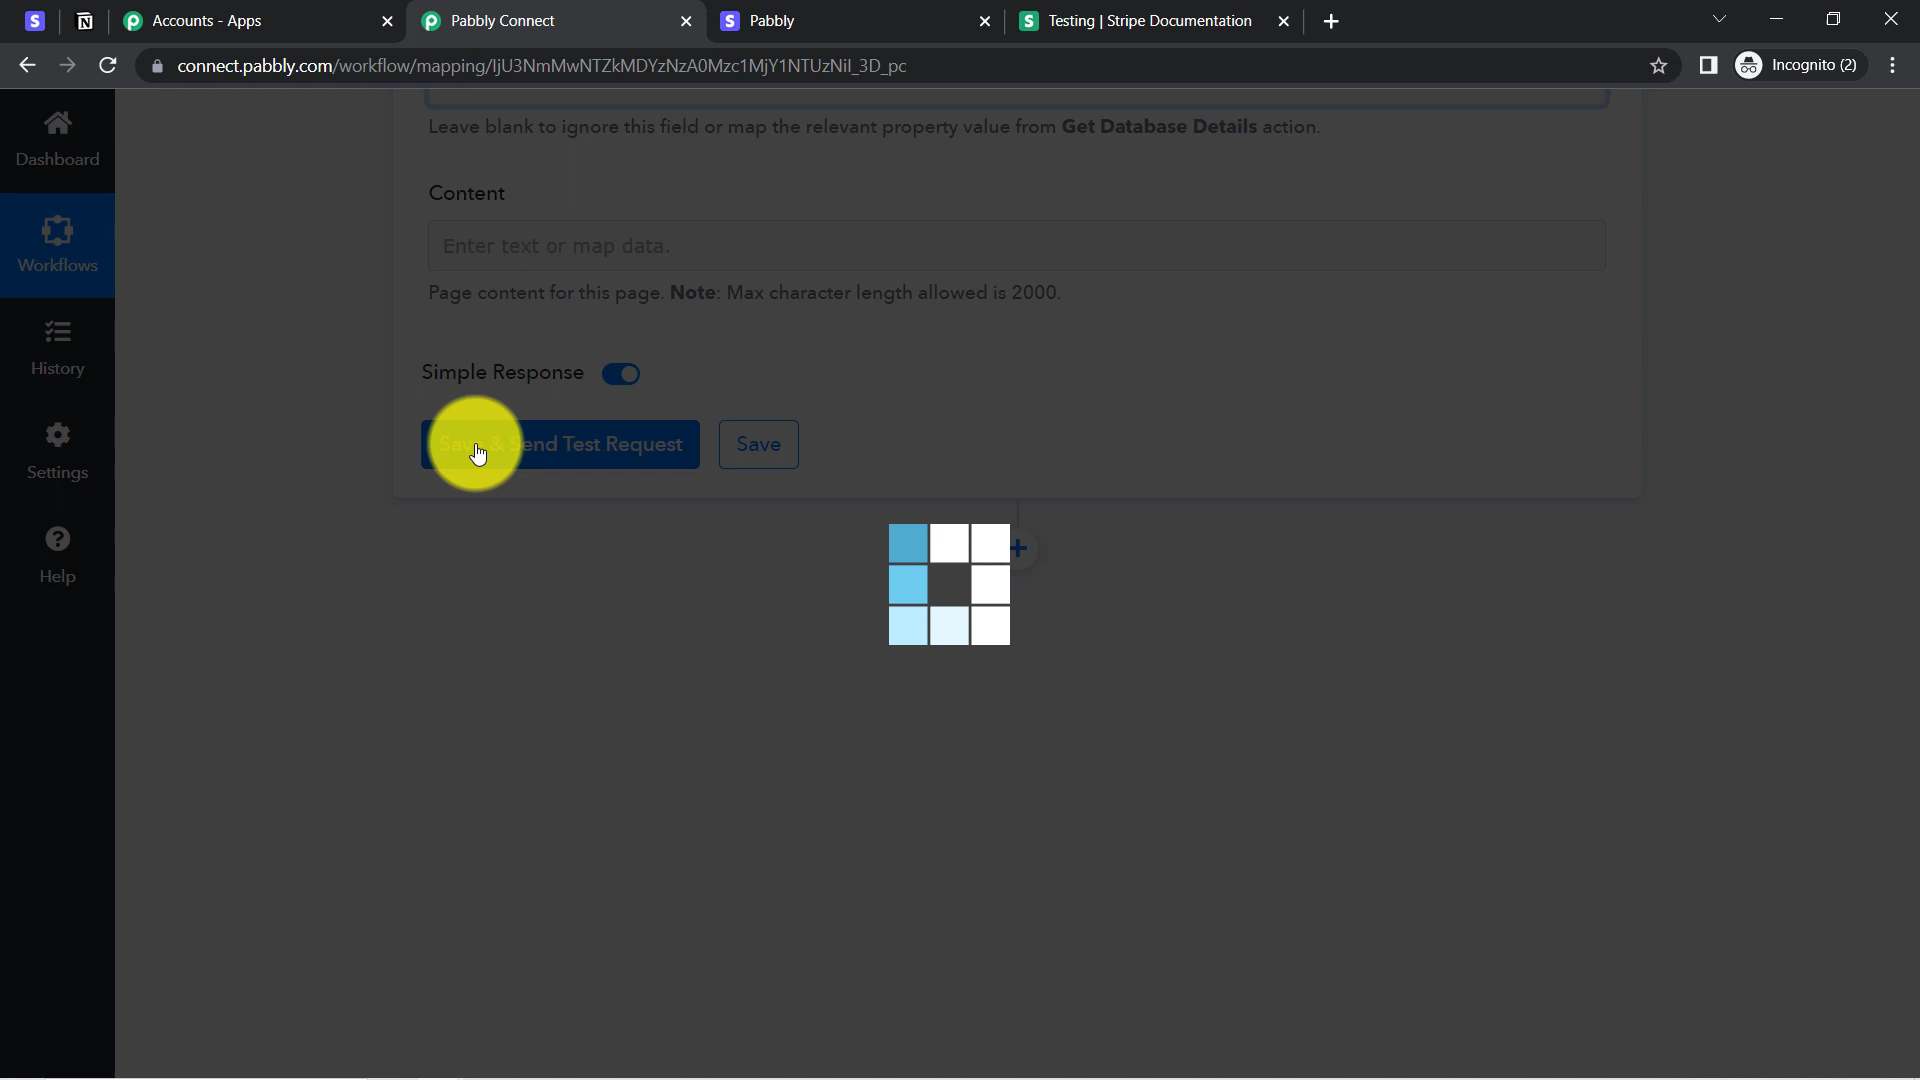 Accounts - Apps
Pabbly Connect
Pabbly
Testing | Stripe Documentation
connect.pabbly.com/workflow/mapping/IjU3NmMwNTZkMDYzNzA0Mzc1MjY1NTUzNiI_3D_pc
Incognito (2)
Dashboard
Workflows
History
Settings
Help
Leave blank to ignore this field or map the relevant property value from Get Database Details action.
Content
Enter text or map data.
Page content for this page. Note: Max character length allowed is 2000.
Simple Response
Save & Send Test Request
Save